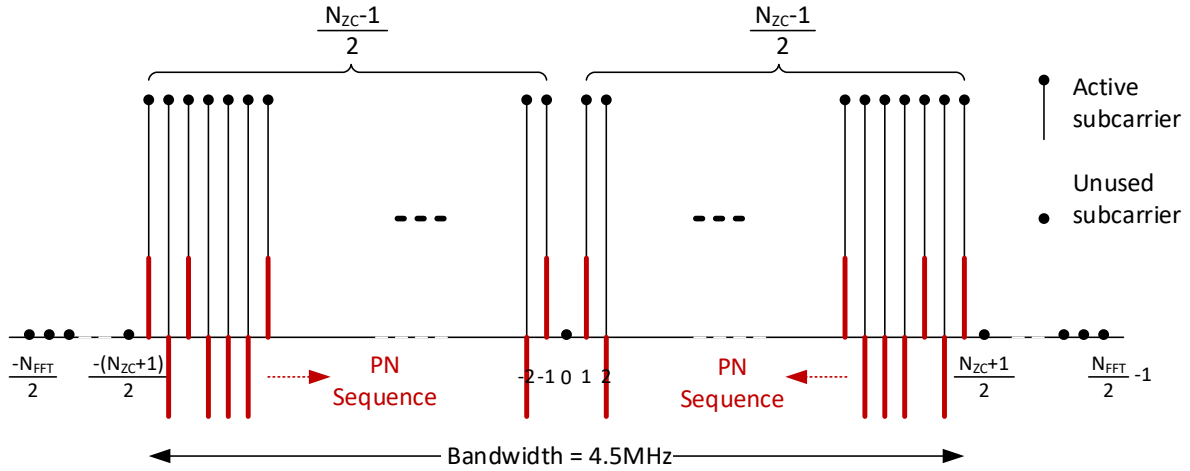 N_ZC-1
2
N_ZC-1
2
Active
subcarrier
Unused
subcarrier
-N_FFT
2
-(N_ZC+1)
2
PN
Sequence
-2 -1 0 1 2
PN
Sequence
N_ZC+1
2
N_FFT
2
-1
Bandwidth = 4.5MHz